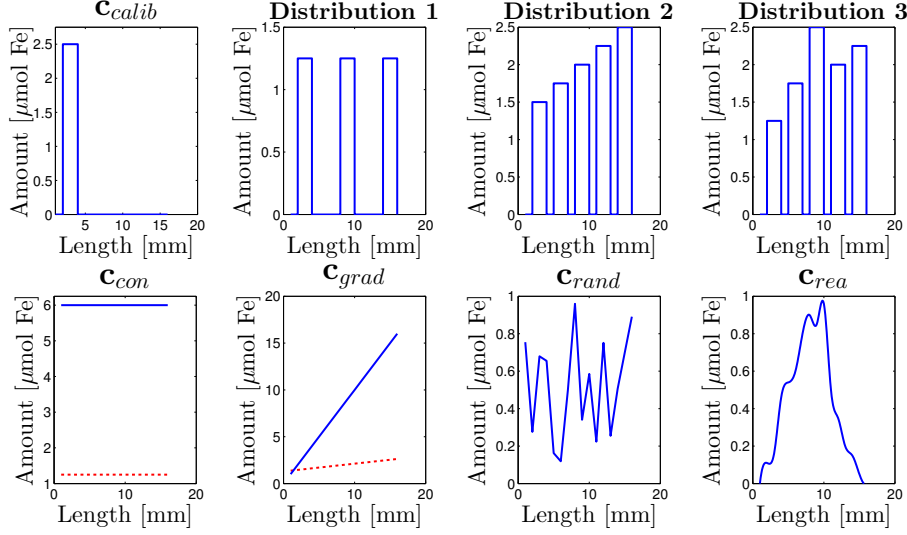 c_calib
Amount [μmol Fe]
2.5
2
1.5
1
0.5
0
5
10
15
20
Length [mm]
Distribution 1
Amount [μmol Fe]
1.5
1
0.5
0
0
10
20
Length [mm]
Distribution 2
Amount [μmol Fe]
2.5
2
1.5
1
0.5
0
0
10
20
Length [mm]
Distribution 3
Amount [μmol Fe]
2.5
2
1.5
1
0.5
0
0
10
20
Length [mm]
c_con
Amount [μmol Fe]
6
5
4
3
2
1
0
10
20
Length [mm]
c_grad
Amount [μmol Fe]
20
15
10
5
0
0
10
20
Length [mm]
c_rand
Amount [μmol Fe]
1
0.8
0.6
0.4
0.2
0
0
10
20
Length [mm]
c_rea
Amount [μmol Fe]
1
0.8
0.6
0.4
0.2
0
0
10
20
Length [mm]